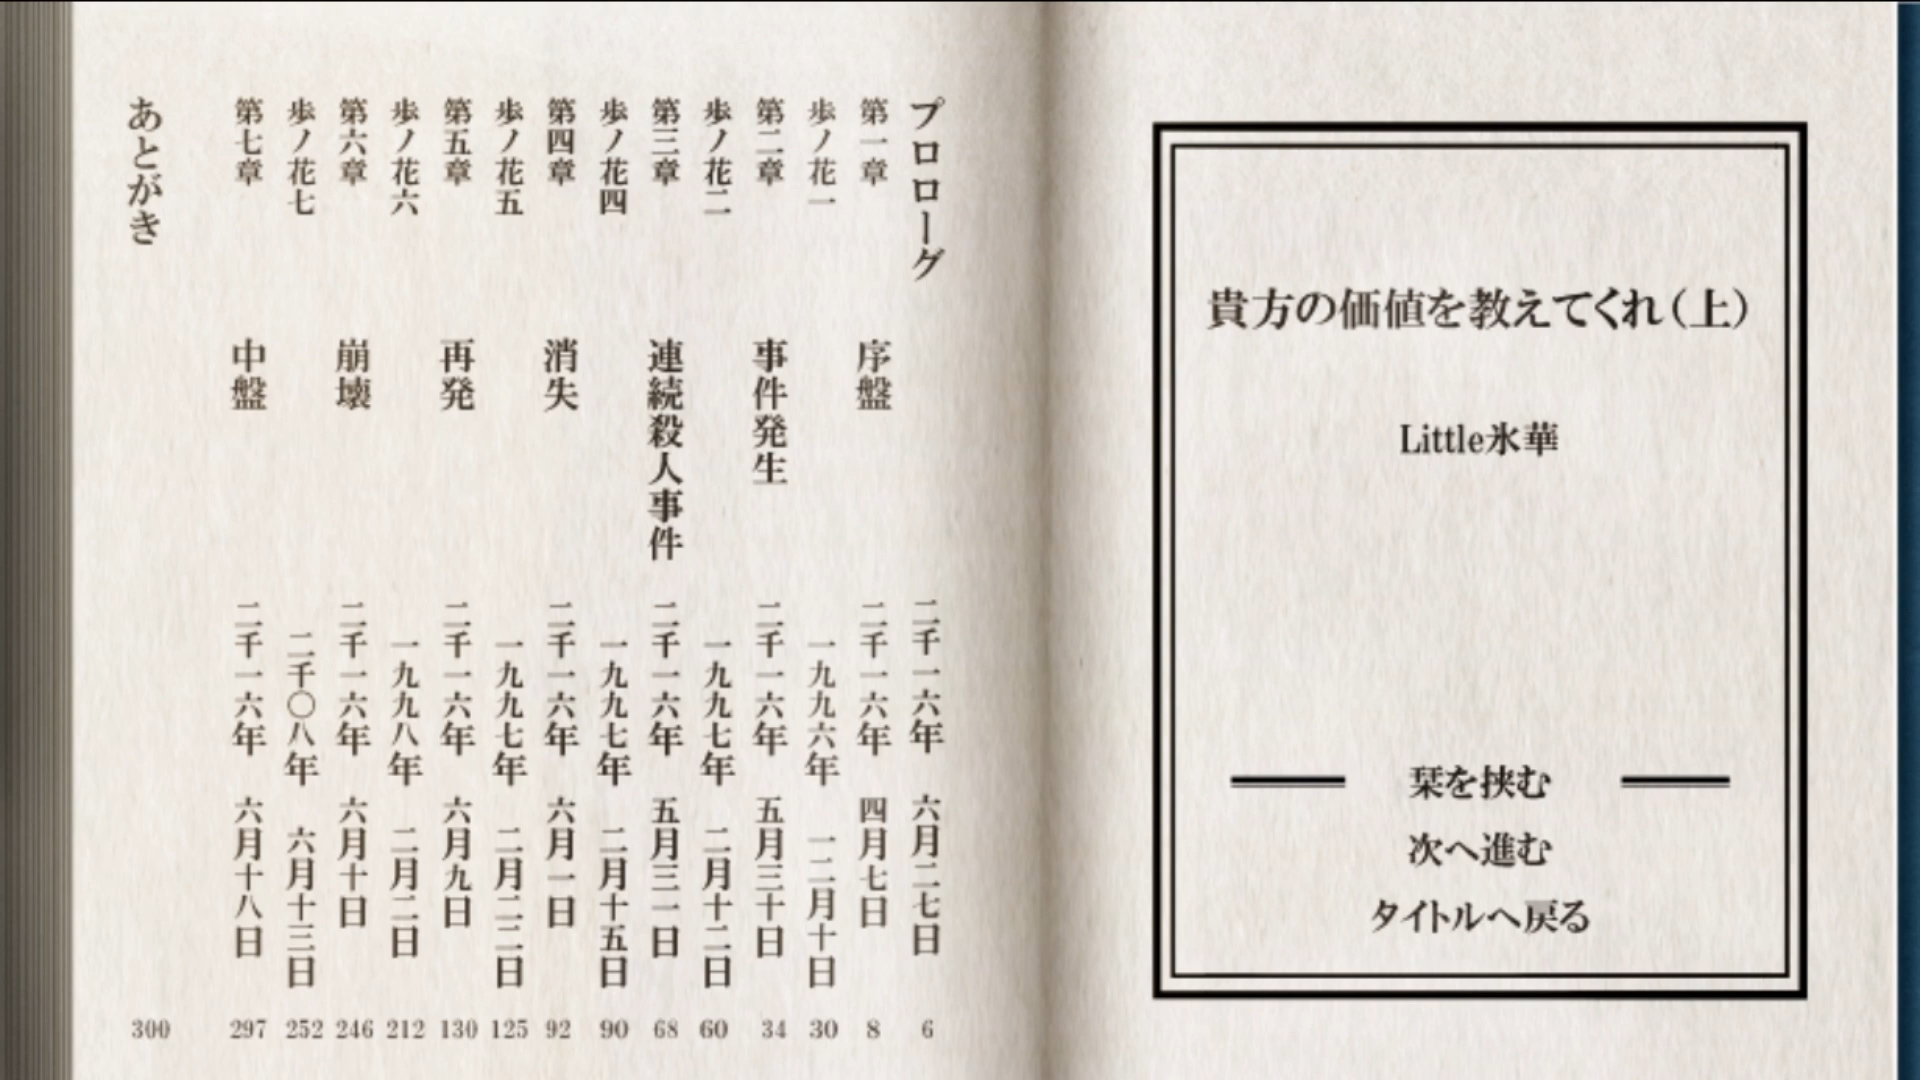 貴方の価値を教えてくれ（上）
Little氷華
栞を挟む
次へ進む
タイトルへ戻る
プロローグ 二千一六年 六月二七日 6
第一章 序盤 二千一六年 四月七日 8
歩ノ花一 一九九六年 一二月十日 30
第二章 事件発生 二千一六年 五月三十日 34
歩ノ花二 一九九七年 二月十二日 60
第三章 連続殺人事件 二千一六年 五月三一日 68
歩ノ花四 一九九七年 二月十五日 90
第四章 消失 二千一六年 六月一日 92
歩ノ花五 一九九七年 二月二二日 125
第五章 再発 二千一六年 六月九日 130
歩ノ花六 一九九八年 二月二日 212
第六章 崩壊 二千一六年 六月十日 246
歩ノ花七 二千〇八年 六月十三日 252
第七章 中盤 二千一六年 六月十八日 297
あとがき 300